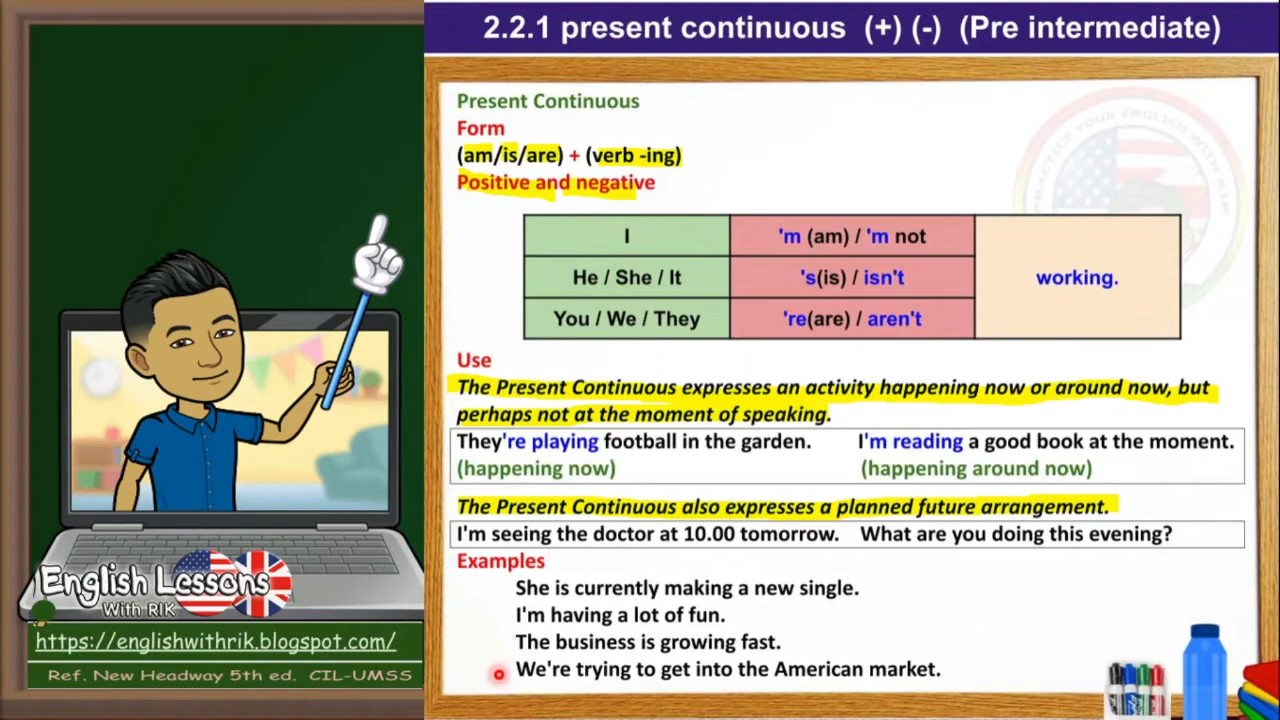 2.2.1 present continuous (+) (-) (Pre intermediate)
Present Continuous
Form
(am/is/are) + (verb -ing)
Positive and negative
I
'm (am) / 'm not
He / She / It
's(is) / isn't
working.
You / We / They
're(are) / aren't
Use
The Present Continuous expresses an activity happening now or around now, but
perhaps not at the moment of speaking.
They're playing football in the garden. I'm reading a good book at the moment.
(happening now) (happening around now)
The Present Continuous also expresses a planned future arrangement.
I'm seeing the doctor at 10.00 tomorrow. What are you doing this evening?
Examples
She is currently making a new single.
I'm having a lot of fun.
The business is growing fast.
We're trying to get into the American market.
English Lessons
With RIK
https://englishwithrik.blogspot.com/
Ref. New Headway 5th ed. CIL-UMSS
PRACTICE YOUR ENGLISH WITH RIK